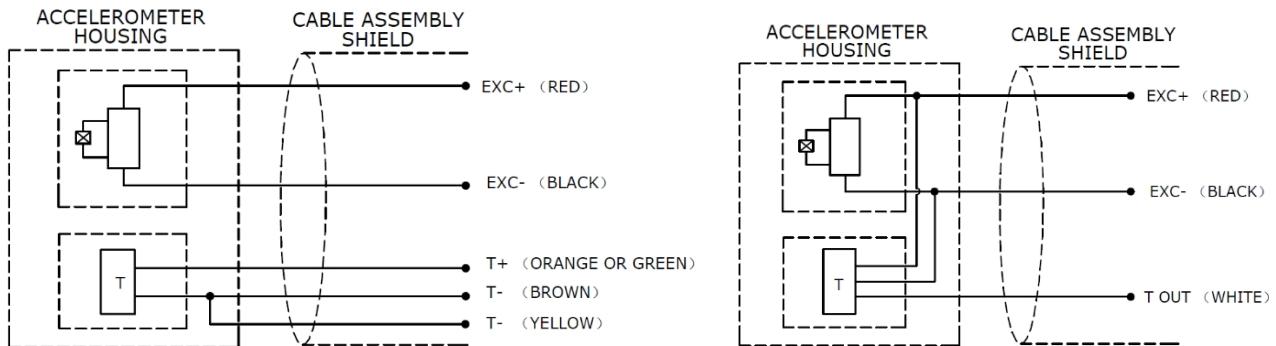 ACCELEROMETER
HOUSING
CABLE ASSEMBLY
SHIELD
EXC+ （RED）
EXC- （BLACK）
T
T+ （ORANGE OR GREEN）
T- （BROWN）
T- （YELLOW）
ACCELEROMETER
HOUSING
CABLE ASSEMBLY
SHIELD
EXC+ （RED）
EXC- （BLACK）
T
T OUT （WHITE）